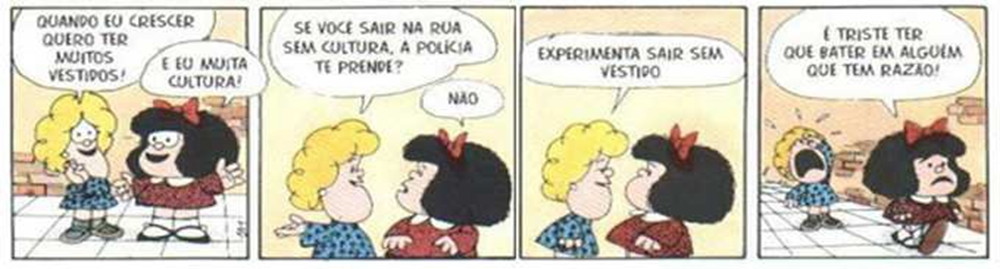 QUANDO EU CRESCER
QUERO TER
MUITOS
VESTIDOS!
E EU MUITA
CULTURA!
SE VOCE SAIR NA RUA
SEM CULTURA, A POLÍCIA
TE PRENDE?
NÃO
EXPERIMENTA SAIR SEM
VESTIDO
É TRISTE TER
QUE BATER EM ALGUÉM
QUE TEM RAZÃO!